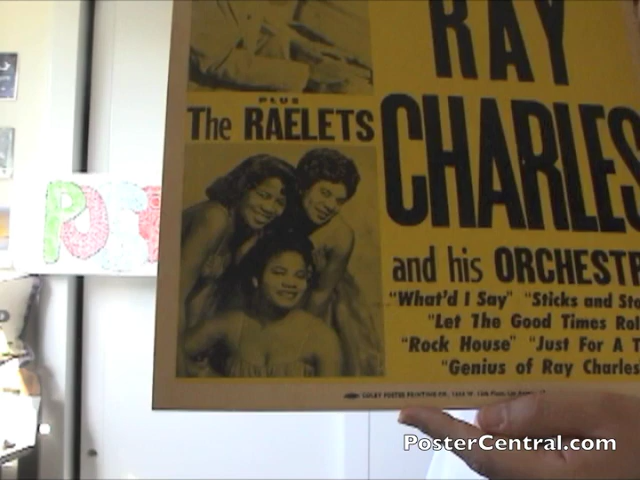 RAY
PLUS
The RAELETS
CHARLES
and his ORCHESTR
"What'd I Say" "Sticks and Sto
"Let The Good Times Rol
"Rock House" "Just For A T
"Genius of Ray Charles
COLBY POSTER PRINTING CO.,
POS
PosterCentral.com